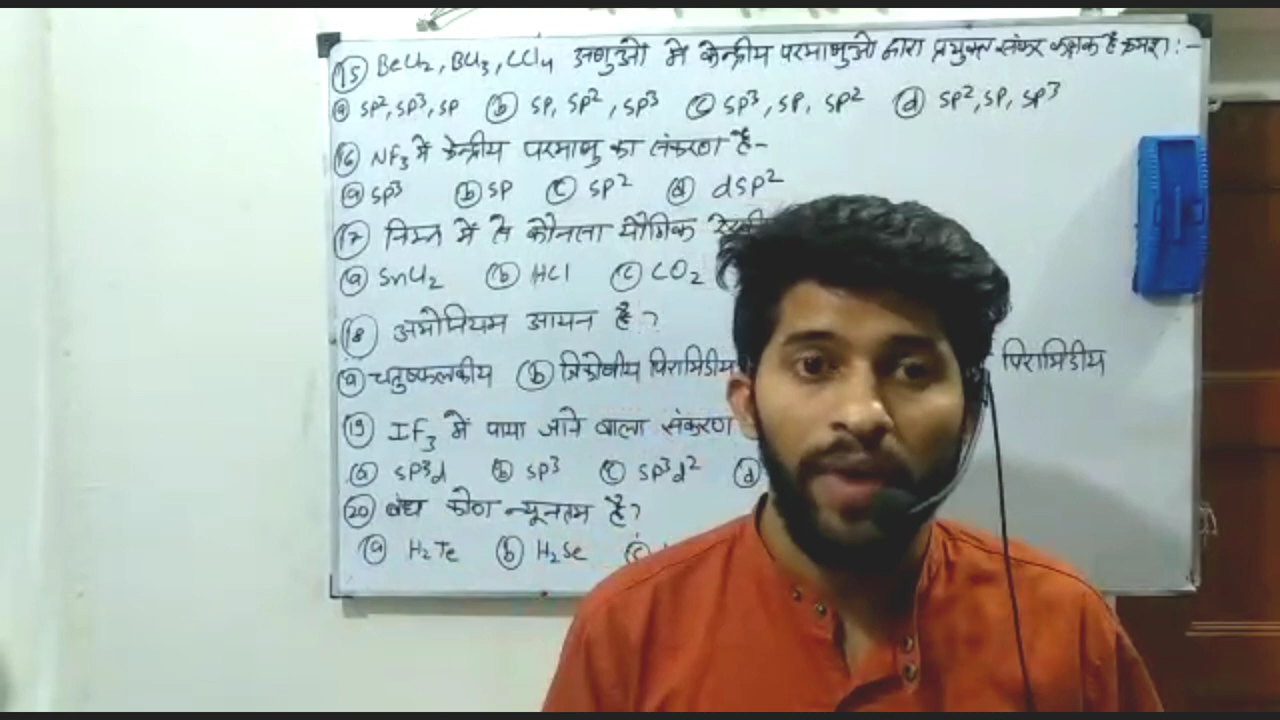 (15) BeCl2, BCl3, CCl4 अणुओ मे केन्द्रीय परमाणुओ द्वारा प्रयुक्त संकर कक्षक है क्रमश: :-
(a) SP², SP³, SP (b) SP, SP², SP³ (c) SP³, SP, SP² (d) SP², SP, SP³
(16) NF3 मे केन्द्रीय परमाणु का संकरण है-
(a) SP³ (b) SP (c) SP² (d) dSP²
(17) निम्न में से कौनसा यौगिक
(a) SnCl2 (b) HCl (c) CO2
(18) अमोनियम आयन है ?
(a) चतुष्फलकीय (b) त्रिकोणीय पिरामिडीय पिरामिडीय
(19) IF3 में पाया जाने बाला संकरण
(a) SP³d (b) SP³ (c) SP³d² (d)
(20) बंध कोण न्यूनतम है ?
(a) H2Te (b) H2Se (c)